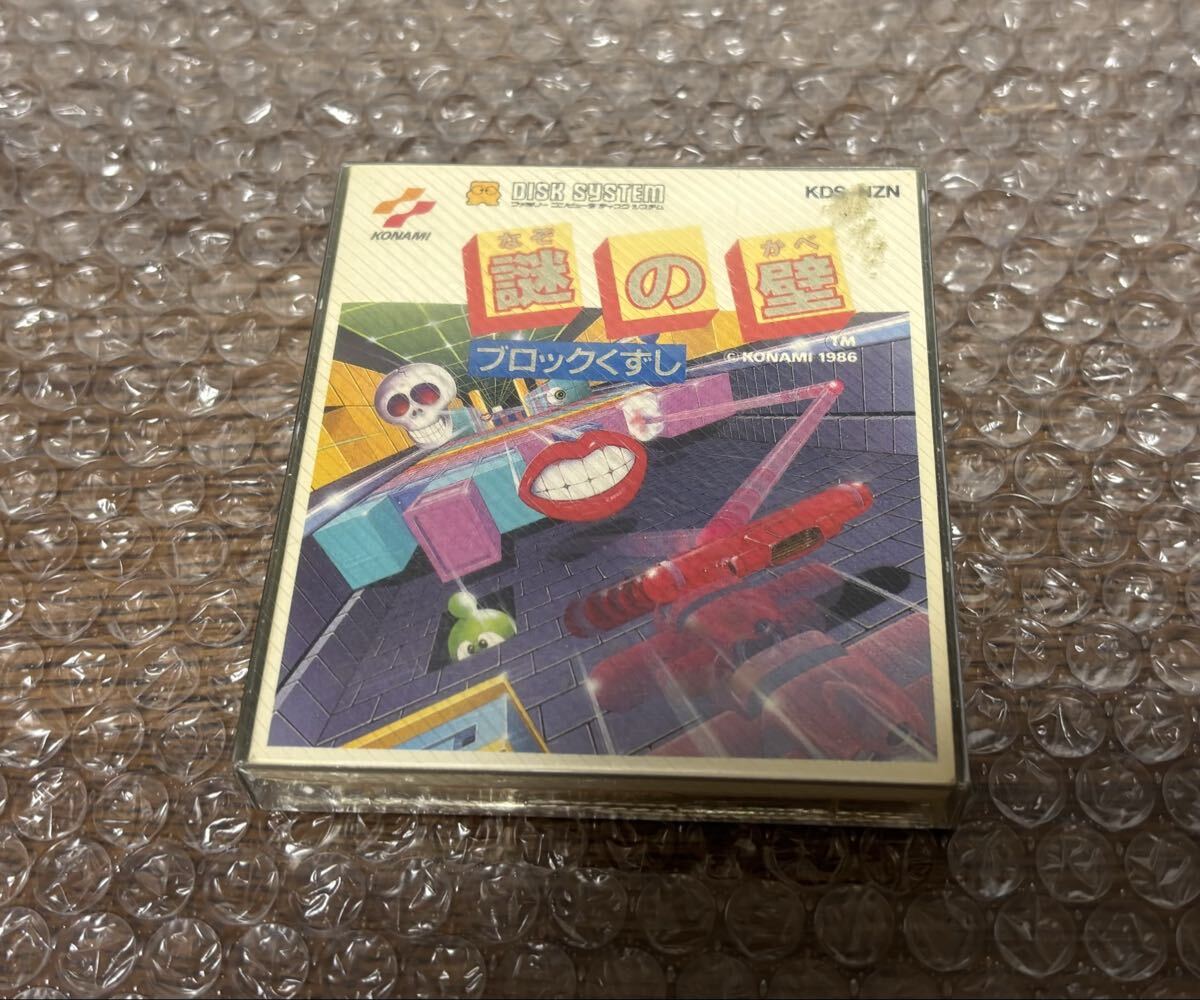 KONAMI
DISK SYSTEM
ファミリー コンピュータ ディスク システム
KDS-NZN
なぞ かべ
謎の壁
ブロックくずし
TM
©KONAMI 1986